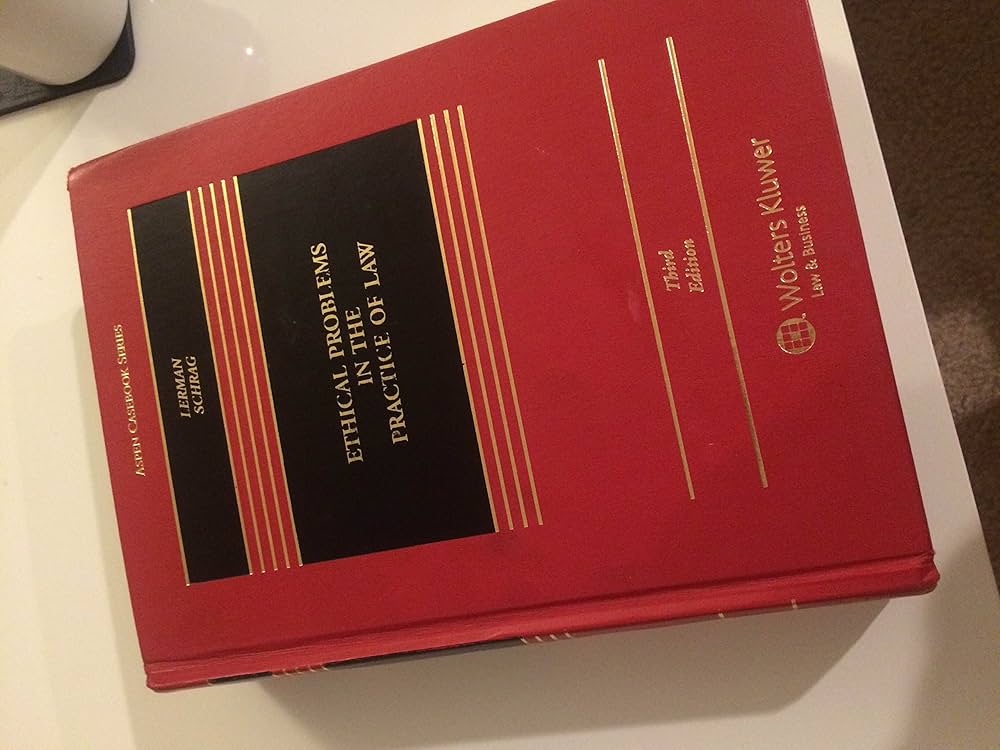 ASPEN CASEBOOK SERIES
LERMAN
SCHRAG
ETHICAL PROBLEMS
IN THE
PRACTICE OF LAW
Third
Edition
Wolters Kluwer
Law & Business